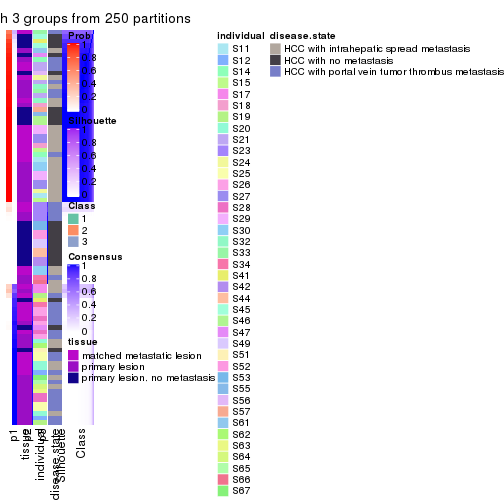 h 3 groups from 250 partitions
Prob
1
0.8
0.6
0.4
0.2
0
Silhouette
1
0.8
0.6
0.4
0.2
0
Class
1
2
3
Consensus
1
0.8
0.6
0.4
0.2
0
tissue
matched metastatic lesion
primary lesion
primary lesion. no metastasis
individual
S11
S12
S14
S15
S17
S18
S19
S20
S21
S23
S24
S25
S26
S27
S28
S29
S30
S32
S33
S34
S41
S42
S44
S45
S46
S47
S49
S51
S52
S53
S55
S56
S57
S61
S62
S63
S64
S65
S66
S67
disease.state
HCC with intrahepatic spread metastasis
HCC with no metastasis
HCC with portal vein tumor thrombus metastasis
p1
tissue
individual
disease.state
Silhouette
Class